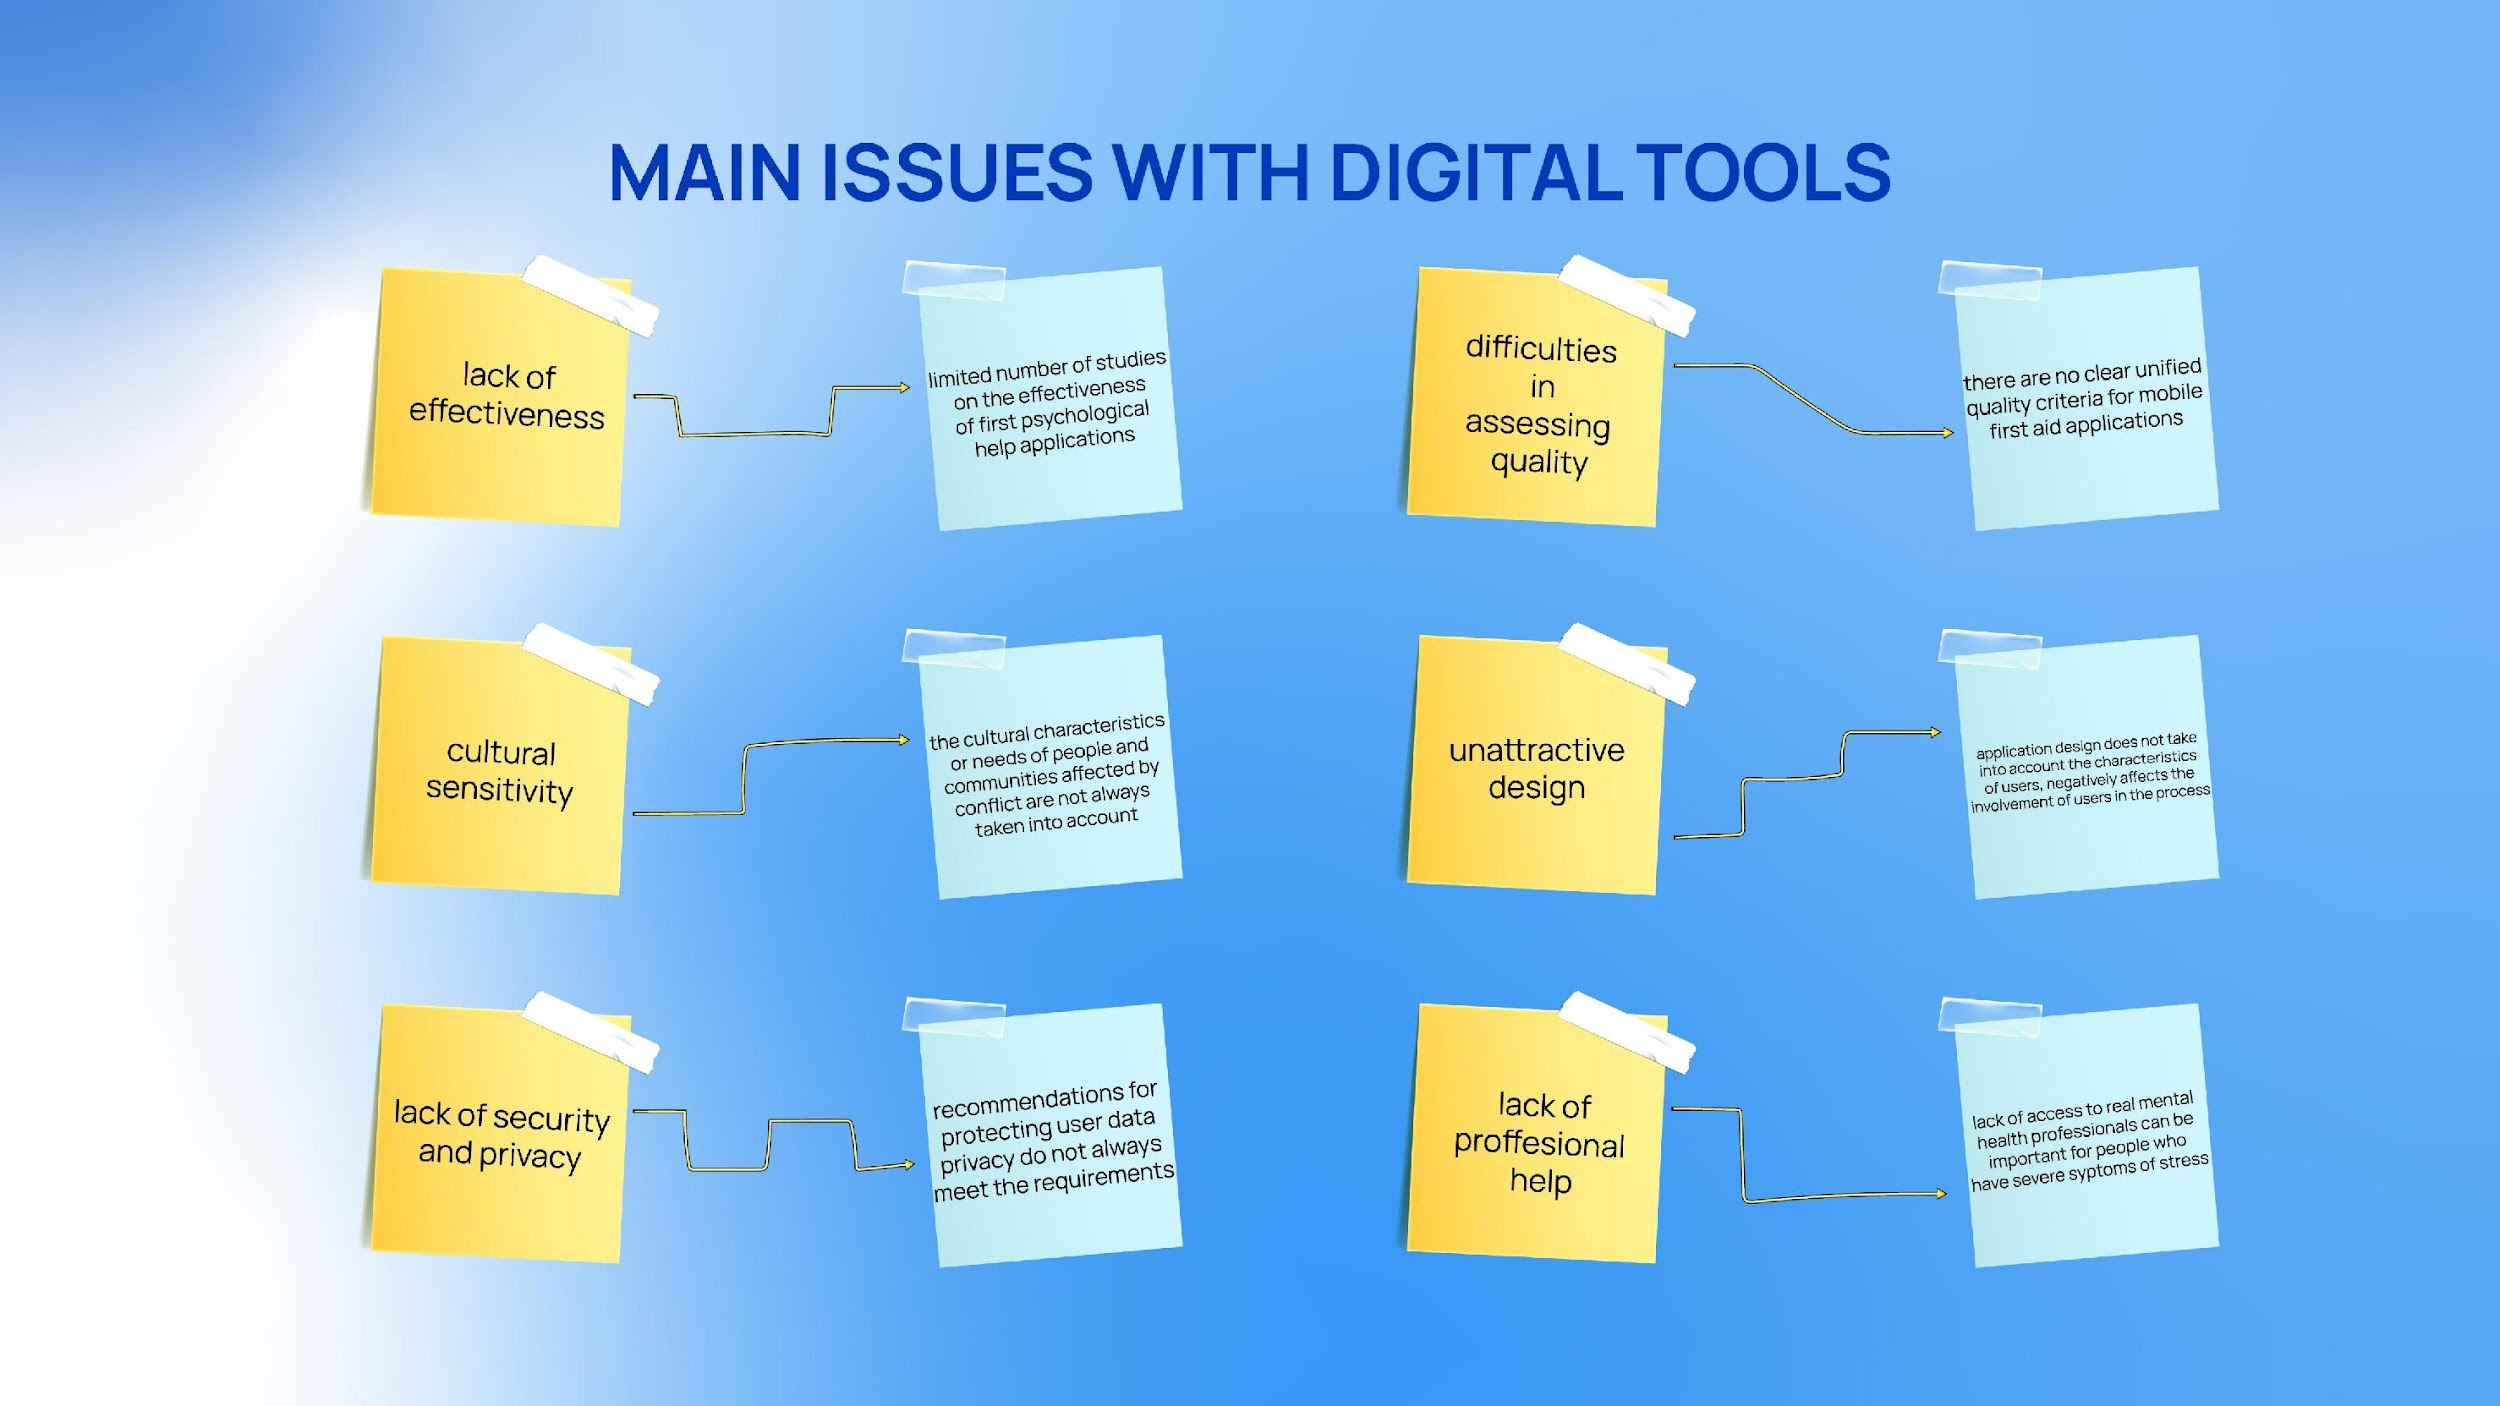 MAIN ISSUES WITH DIGITAL TOOLS
lack of
effectiveness
limited number of studies
on the effectiveness
of first psychological
help applications
difficulties
in
assessing
quality
there are no clear unified
quality criteria for mobile
first aid applications
cultural
sensitivity
the cultural characteristics
or needs of people and
communities affected by
conflict are not always
taken into account
unattractive
design
application design does not take
into account the characteristics
of users, negatively affects the
involvement of users in the process
lack of security
and privacy
recommendations for
protecting user data
privacy do not always
meet the requirements
lack of
proffesional
help
lack of access to real mental
health professionals can be
important for people who
have severe syptoms of stress